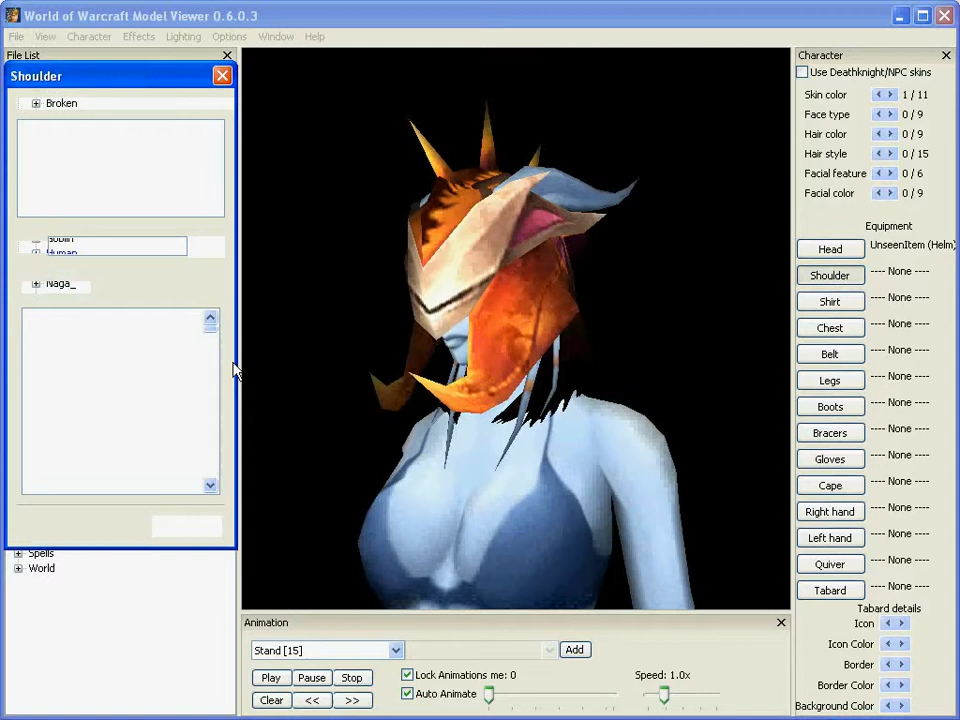 World of Warcraft Model Viewer 0.6.0.3
File View Character Effects Lighting Options Window Help
File List
Shoulder
Broken
Goblin
Human
Naga_
Spells
World
Character
Use Deathknight/NPC skins
Skin color 1 / 11
Face type 0 / 9
Hair color 0 / 9
Hair style 0 / 15
Facial feature 0 / 6
Facial color 0 / 9
Equipment
Head UnseenItem (Helm)
Shoulder ---- None ----
Shirt ---- None ----
Chest ---- None ----
Belt ---- None ----
Legs ---- None ----
Boots ---- None ----
Bracers ---- None ----
Gloves ---- None ----
Cape ---- None ----
Right hand ---- None ----
Left hand ---- None ----
Quiver ---- None ----
Tabard ---- None ----
Tabard details
Icon
Icon Color
Border
Border Color
Background Color
Animation
Stand [15] Add
Play Pause Stop Lock Animations me: 0 Speed: 1.0x
Clear << >> Auto Animate